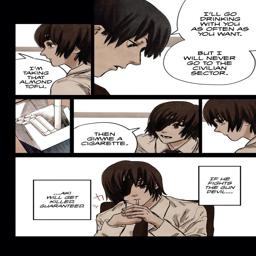 I'LL GO
DRINKING
WITH YOU
AS OFTEN AS
YOU WANT.
BUT I
WILL NEVER
GO TO THE
CIVILIAN
SECTOR.
I'M
TAKING
THAT
ALMOND
TOFU.
THEN
GIMME A
CIGARETTE.
IF HE
FIGHTS
THE GUN
DEVIL...
...AKI
WILL GET
KILLED,
GUARANTEED.